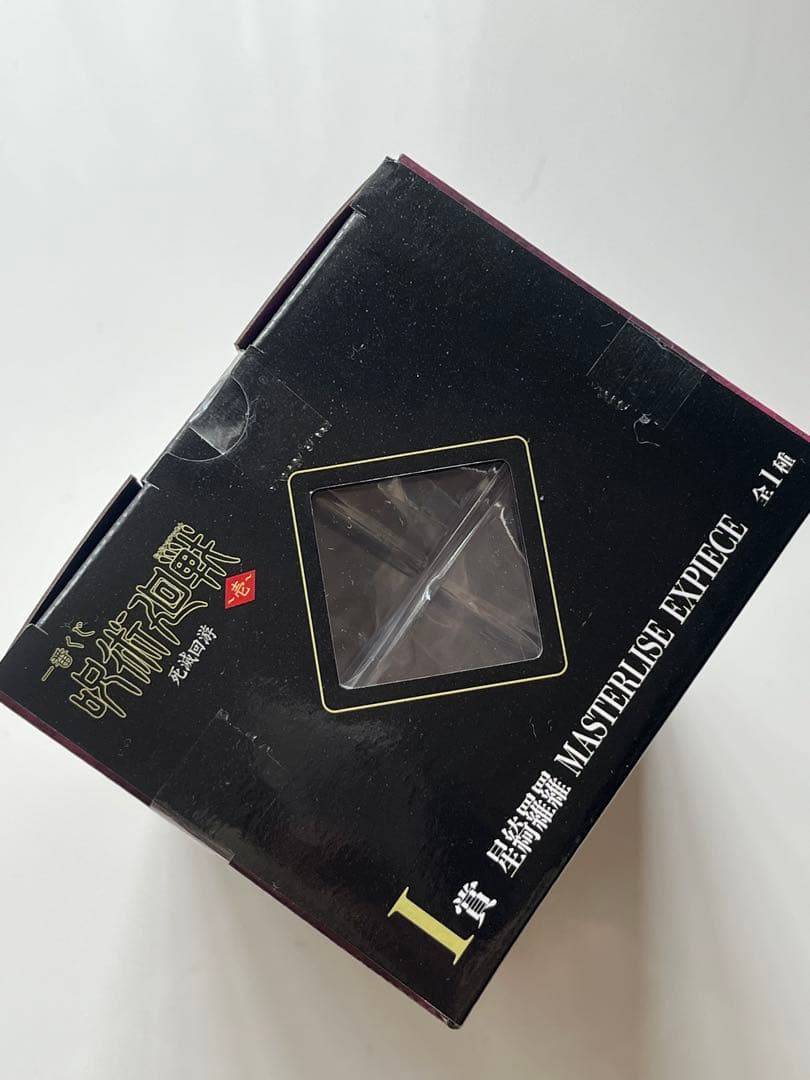 一番くじ
呪術廻戦
死滅回游
~壱~
I賞 星綺羅羅 MASTERLISE EXPIECE 全1種